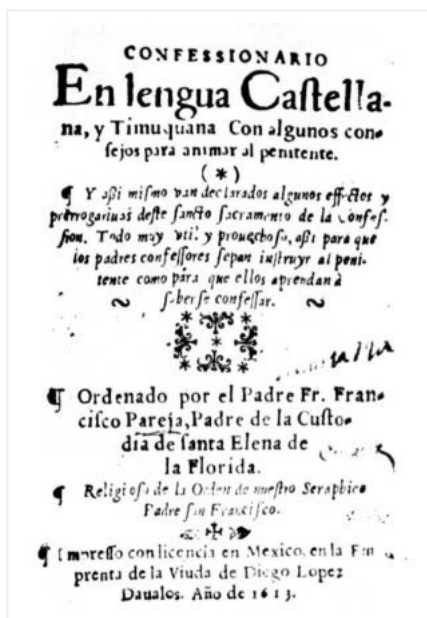 CONFESSIONARIO
En lengua Caſtella-
na, y Timuquana Con algunos con-
ſejos para animar al penitente.
( * )
¶ Y aßi miſmo van declarados algunos effectos y
prerrogatiuas deſte ſancto ſacramento de la Confeſ-
ſion. Todo muy vtil y prouechoſo, aßi para que
los padres confeſſores ſepan inſtruyr al peni-
tente como para que ellos aprendan à
ſaberſe confeſſar.
¶ Ordenado por el Padre Fr. Fran-
ciſco Pareja, Padre de la Cuſto-
dia de ſanta Elena de
la Florida.
¶ Religioſo de la Orden de nueſtro Seraphico
Padre ſan Franciſco.
¶ Impreſſo con licencia en Mexico, en la Em
prenta de la Viuda de Diego Lopez
Daualos. Año de 1613.